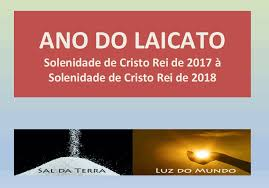 ANO DO LAICATO
Solenidade de Cristo Rei de 2017 à
Solenidade de Cristo Rei de 2018
SAL DA TERRA
LUZ DO MUNDO